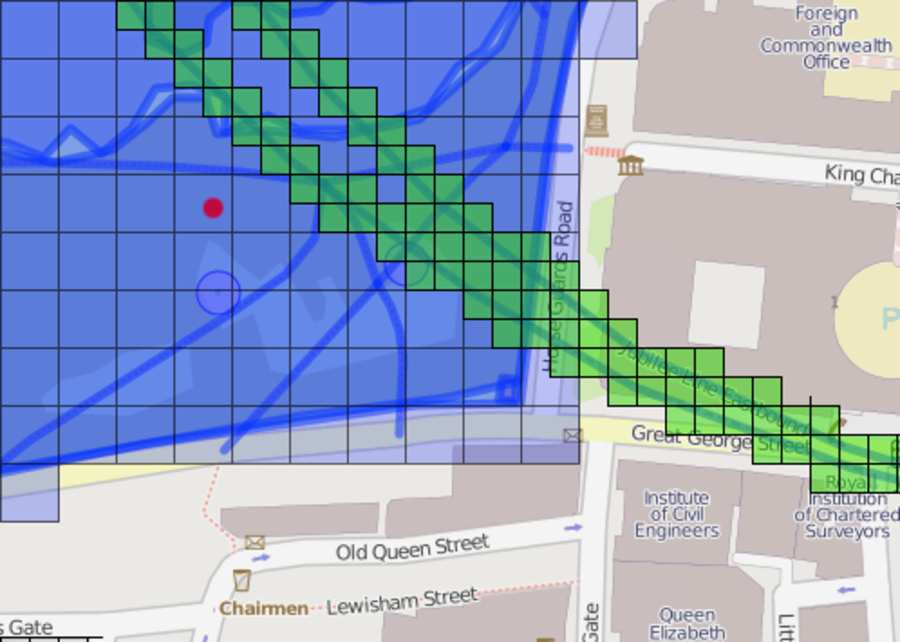 Foreign
and
Commonwealth
Office
King Cha
Horse Guards Road
1
P
Jubilee Line Eastbound
Great George Street
Royal
Institution
of Chartered
Surveyors
Institute
of Civil
Engineers
Old Queen Street
Chairmen
Lewisham Street
s Gate
Gate
Queen
Elizabeth
Litt